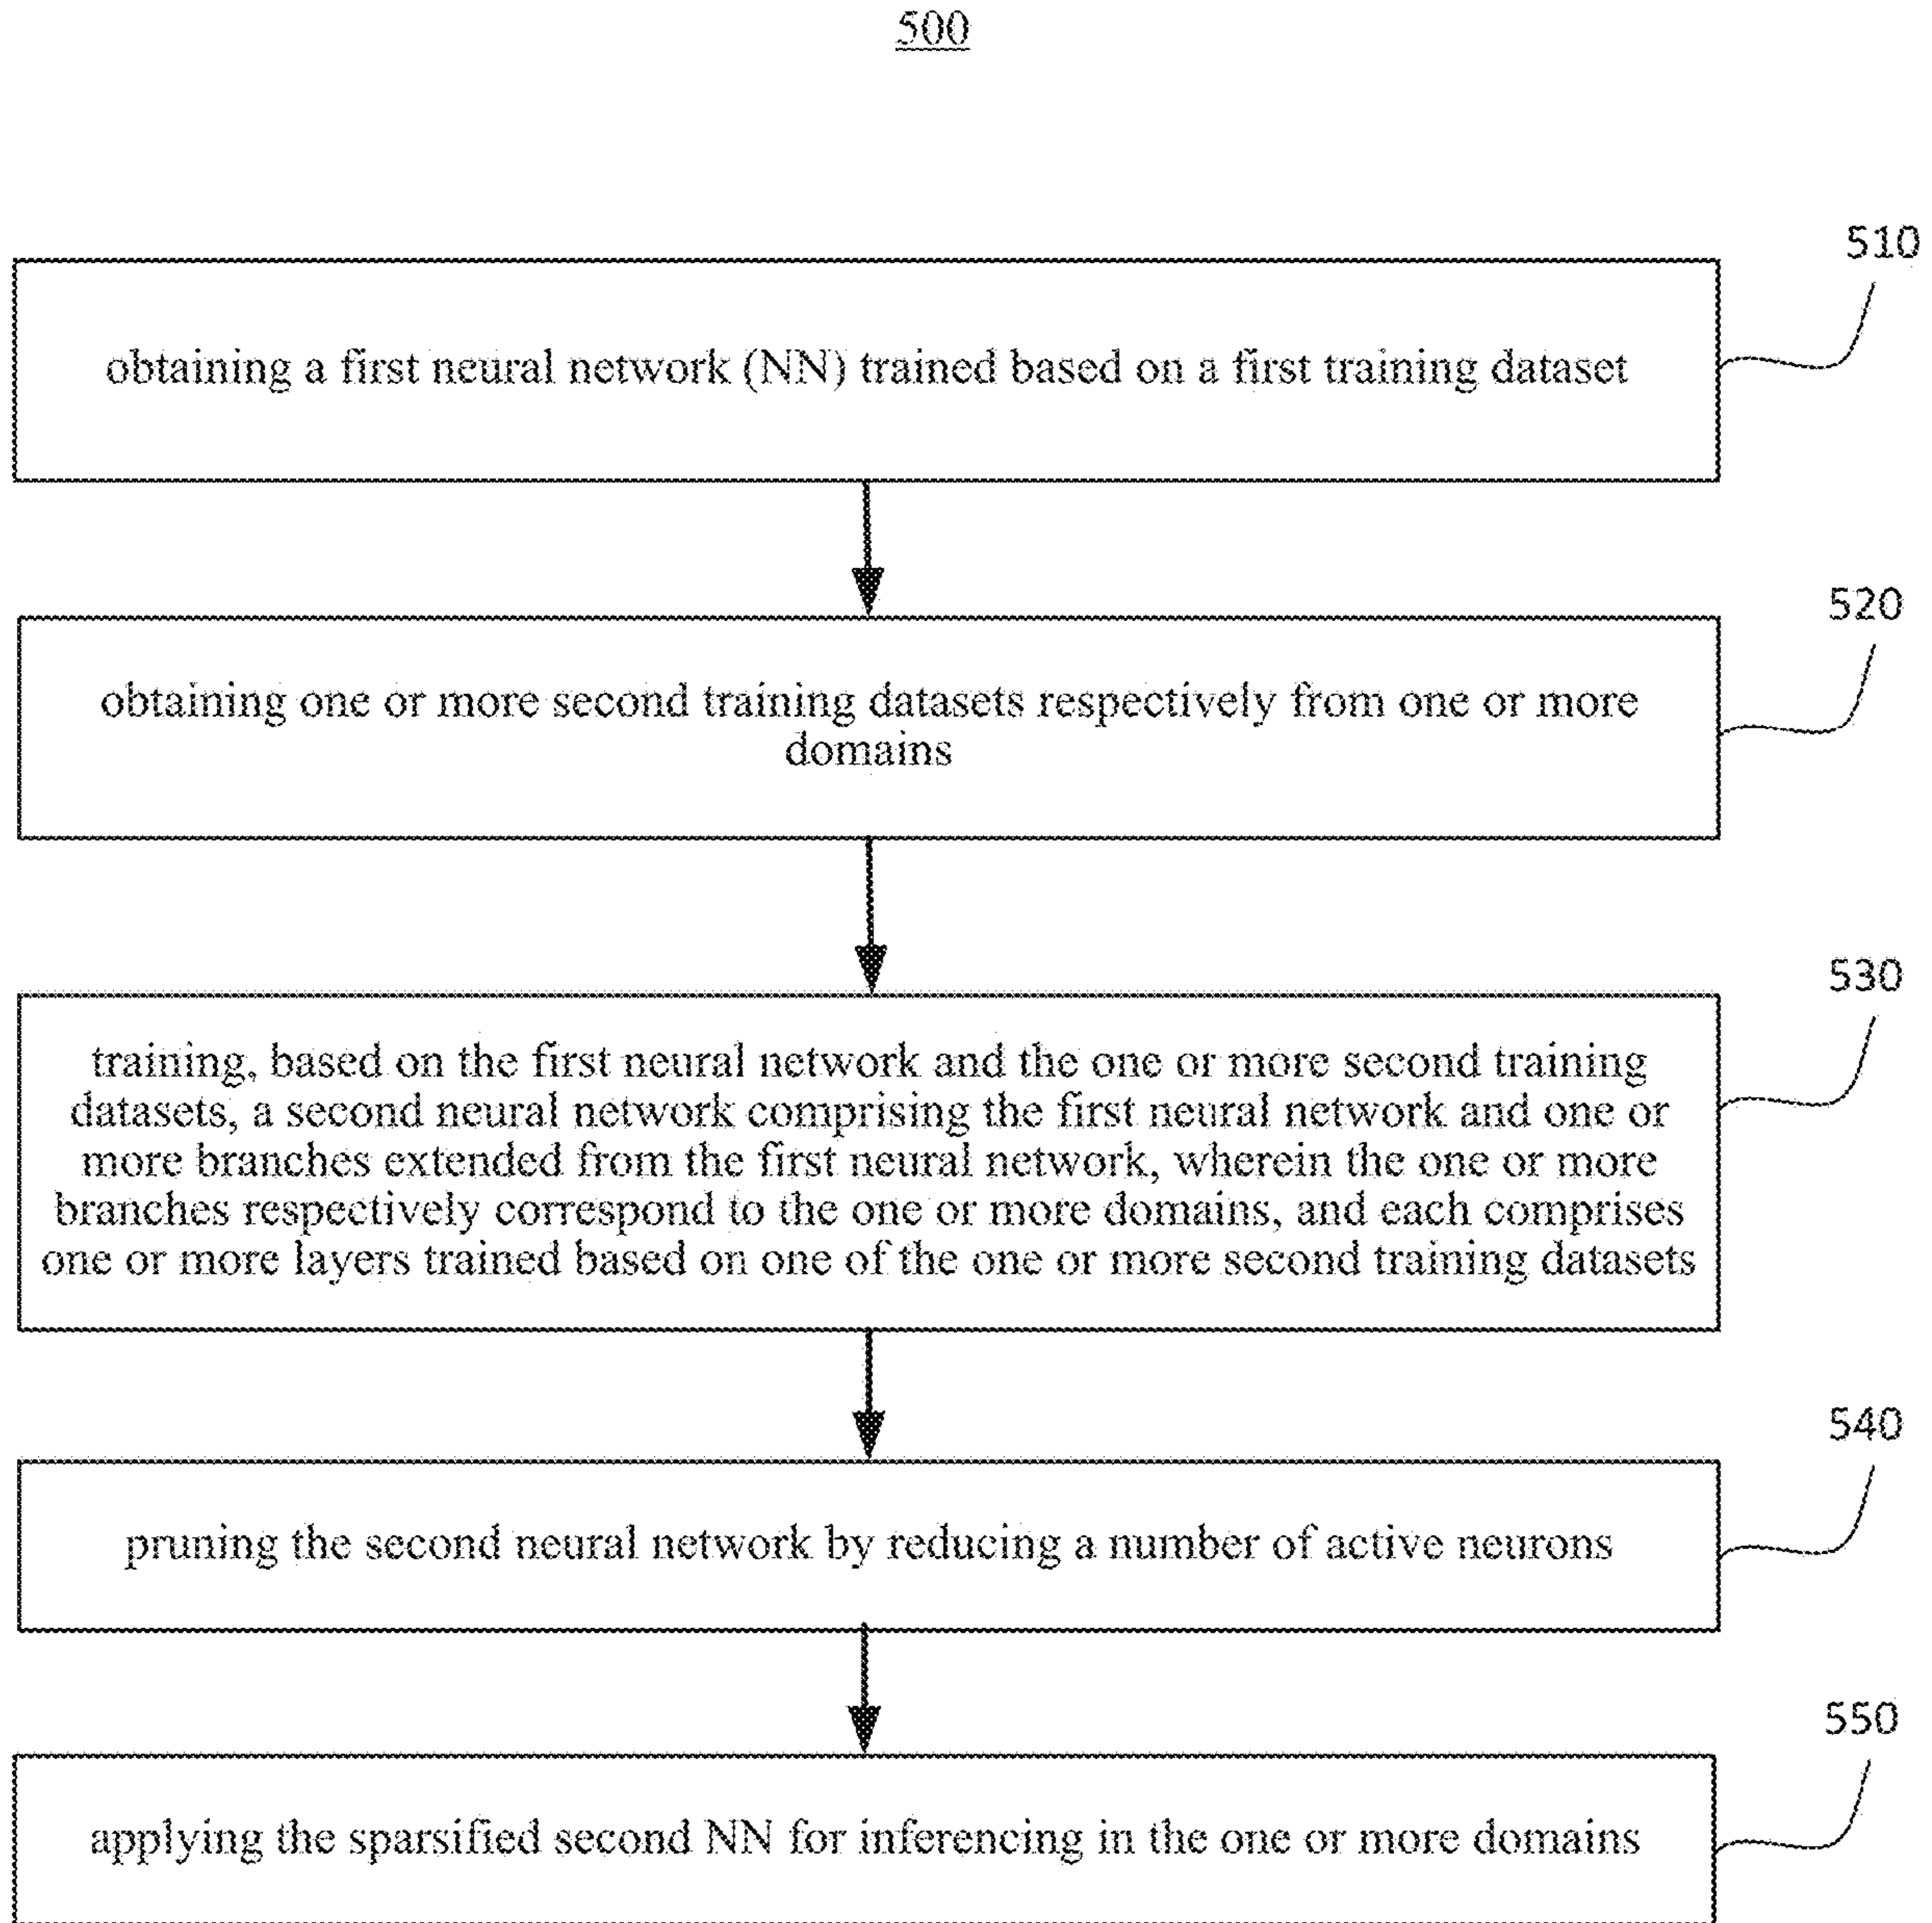 500
510
obtaining a first neural network (NN) trained based on a first training dataset
520
obtaining one or more second training datasets respectively from one or more
domains
530
training, based on the first neural network and the one or more second training
datasets, a second neural network comprising the first neural network and one or
more branches extended from the first neural network, wherein the one or more
branches respectively correspond to the one or more domains, and each comprises
one or more layers trained based on one of the one or more second training datasets
540
pruning the second neural network by reducing a number of active neurons
550
applying the sparsified second NN for inferencing in the one or more domains